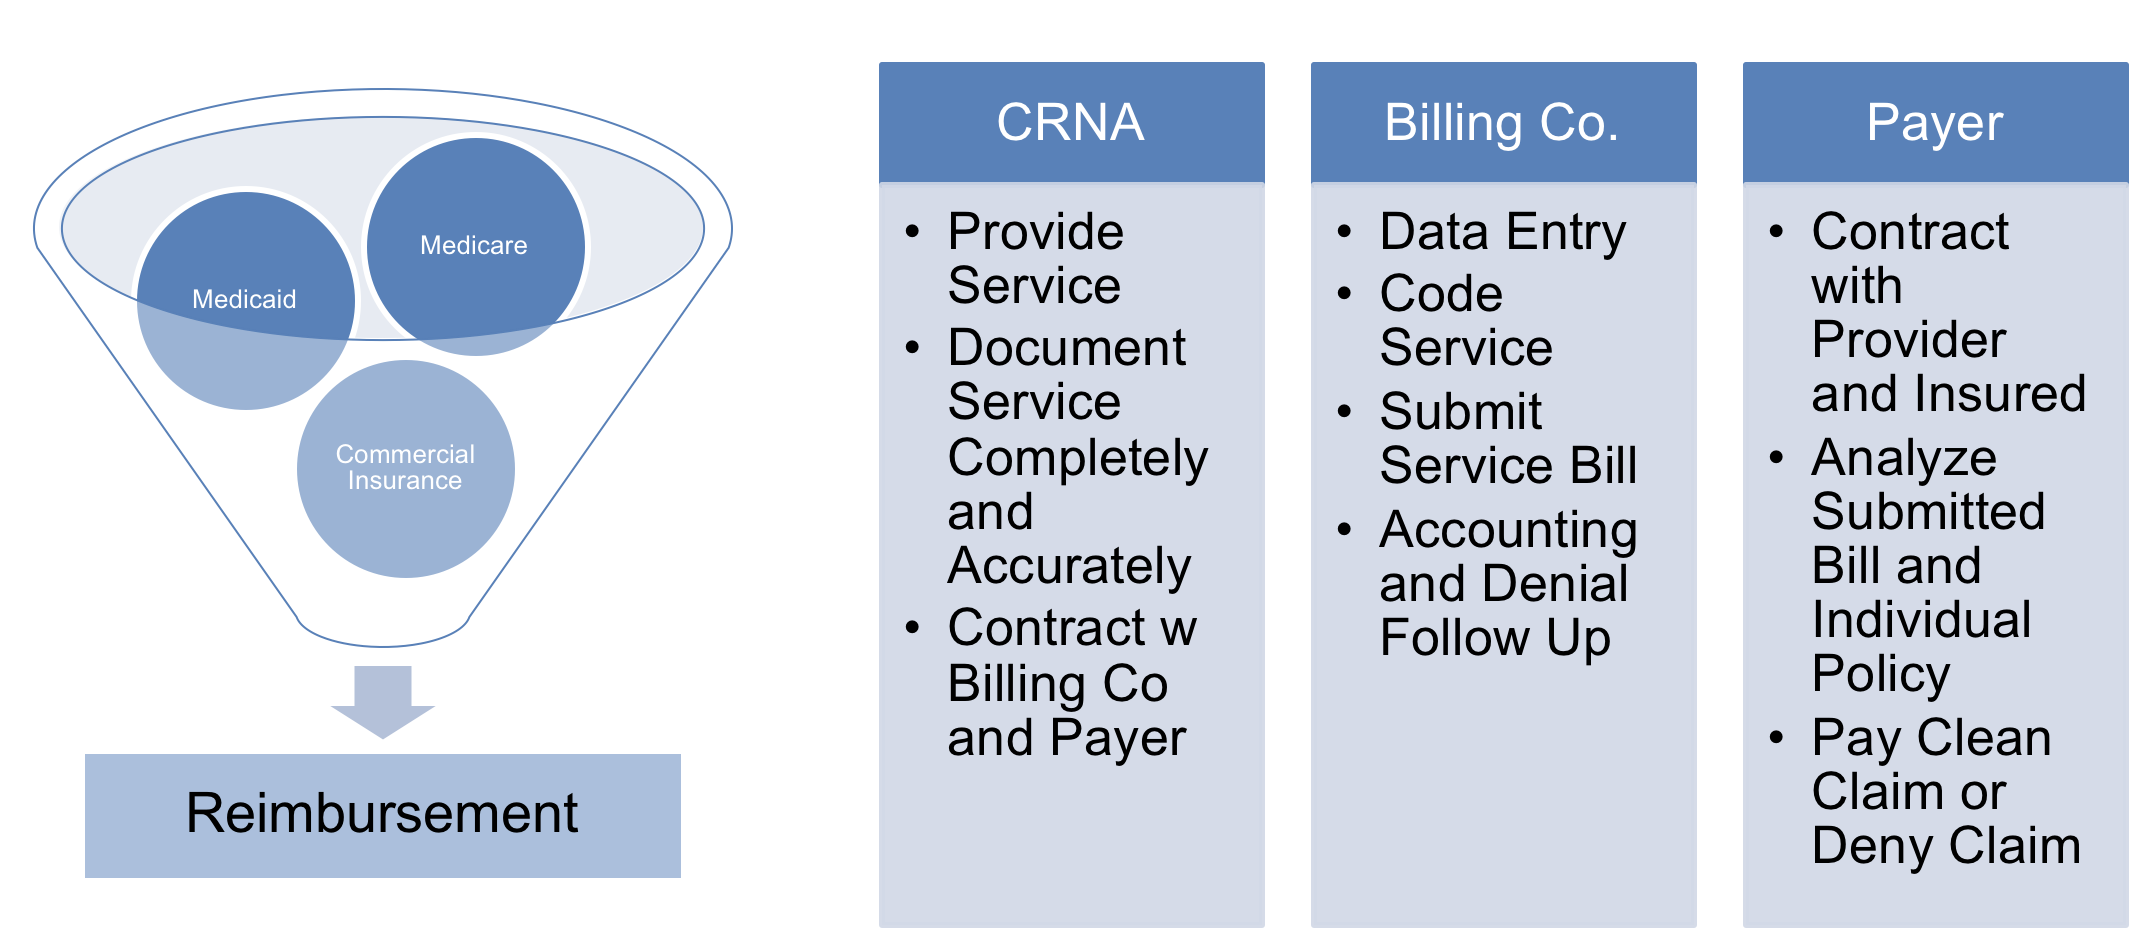 Medicare
Medicaid
Commercial
Insurance
Reimbursement
CRNA
• Provide
Service
• Document
Service
Completely
and
Accurately
• Contract w
Billing Co
and Payer
Billing Co.
• Data Entry
• Code
Service
• Submit
Service Bill
• Accounting
and Denial
Follow Up
Payer
• Contract
with
Provider
and Insured
• Analyze
Submitted
Bill and
Individual
Policy
• Pay Clean
Claim or
Deny Claim